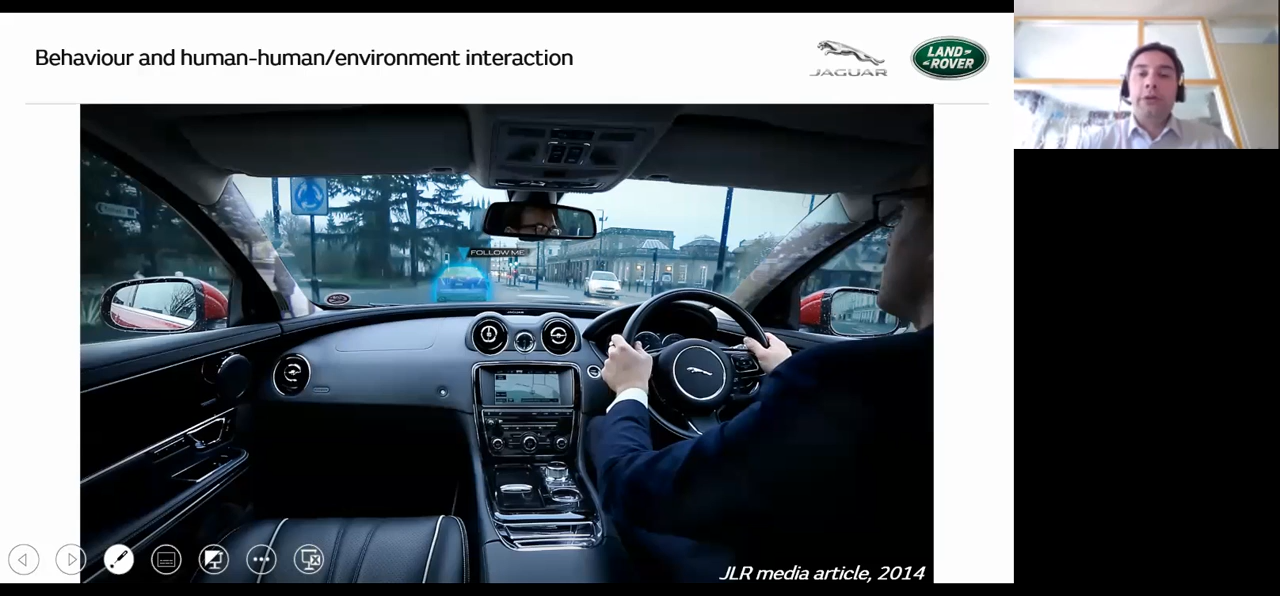 Behaviour and human-human/environment interaction
JAGUAR
LAND-
-ROVER
FOLLOW ME
JLR media article, 2014